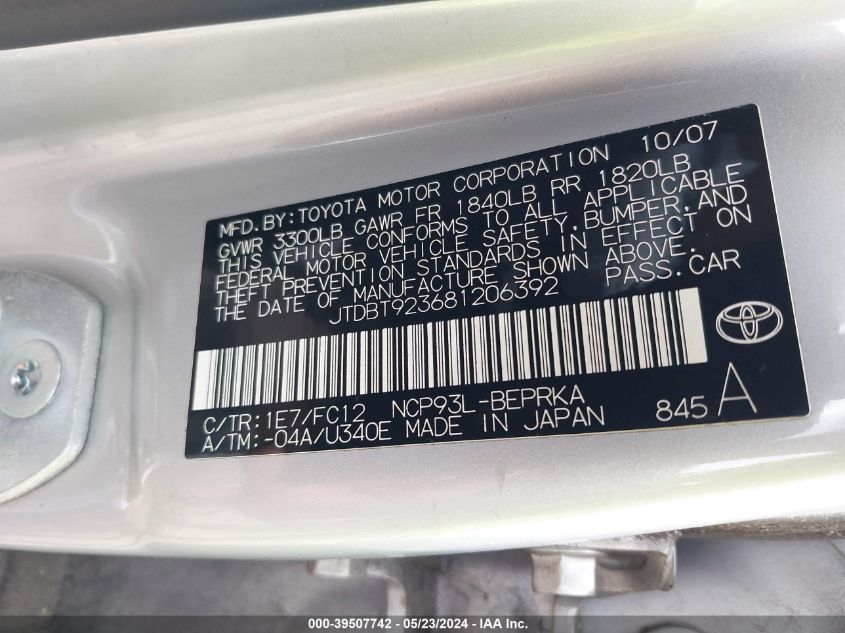 MFD.BY:TOYOTA MOTOR CORPORATION 10/07
GVWR 3300LB GAWR FR 1840LB RR 1820LB
THIS VEHICLE CONFORMS TO ALL APPLICABLE
FEDERAL MOTOR VEHICLE SAFETY,BUMPER,AND
THEFT PREVENTION STANDARDS IN EFFECT ON
THE DATE OF MANUFACTURE SHOWN ABOVE.
JTDBT923681206392 PASS.CAR
C/TR:1E7/FC12 NCP93L-BEPRKA
A/TM:-04A/U340E MADE IN JAPAN 845 A
000-39507742 - 05/23/2024 - IAA Inc.